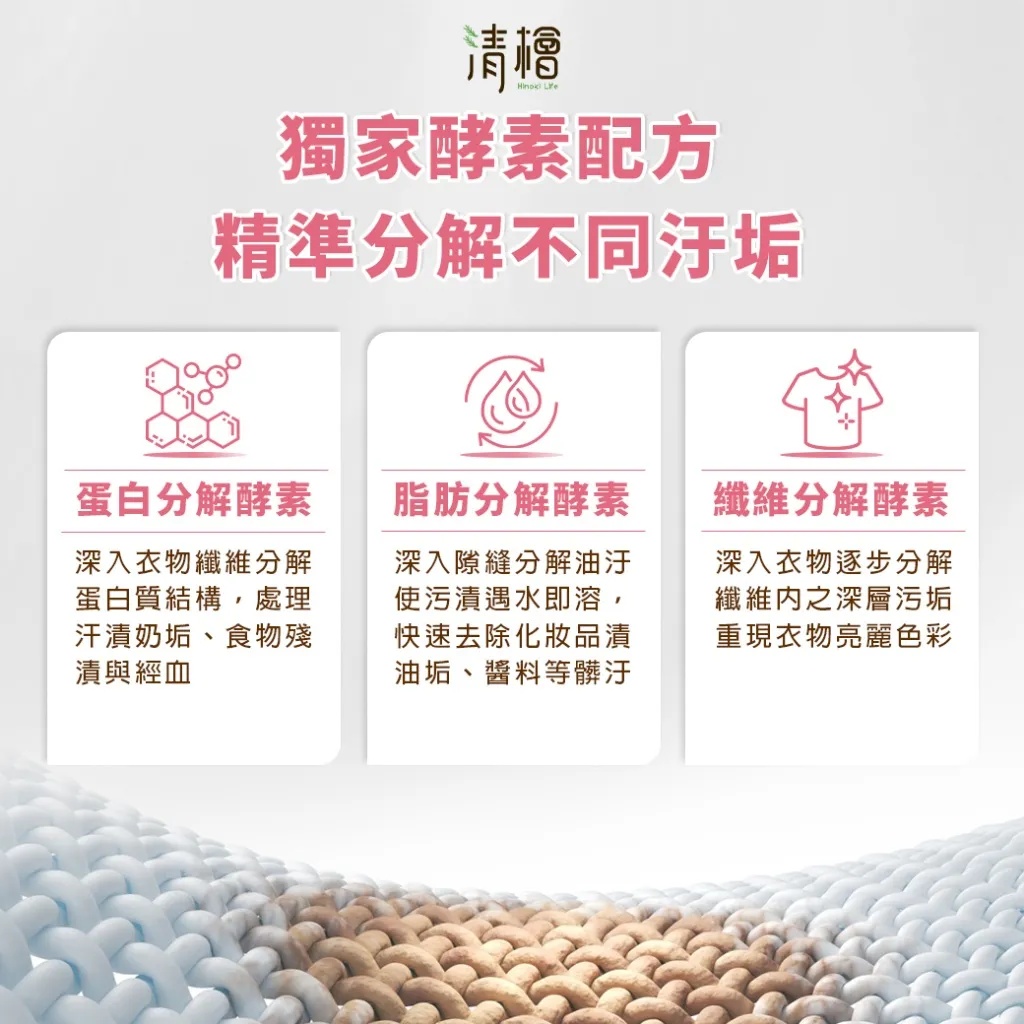 清檜
Hinoki Life
獨家酵素配方
精準分解不同汙垢
蛋白分解酵素
深入衣物纖維分解
蛋白質結構，處理
汗漬奶垢、食物殘
漬與經血
脂肪分解酵素
深入隙縫分解油汙
使污漬遇水即溶，
快速去除化妝品漬
油垢、醬料等髒汙
纖維分解酵素
深入衣物逐步分解
纖維內之深層污垢
重現衣物亮麗色彩